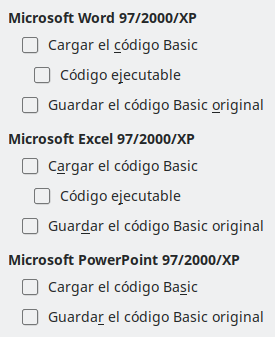 Microsoft Word 97/2000/XP
Cargar el código Basic
Código ejecutable
Guardar el código Basic original
Microsoft Excel 97/2000/XP
Cargar el código Basic
Código ejecutable
Guardar el código Basic original
Microsoft PowerPoint 97/2000/XP
Cargar el código Basic
Guardar el código Basic original